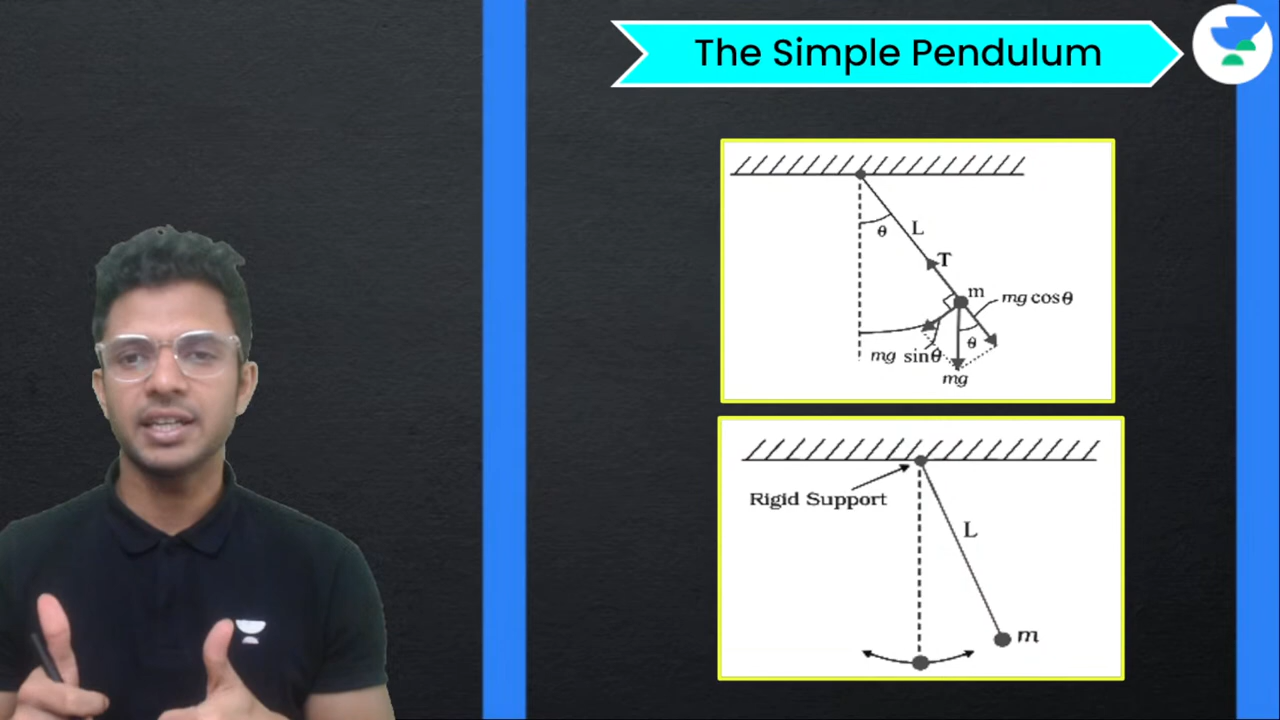 The Simple Pendulum
θ
L
T
m
mg cosθ
θ
mg sinθ
mg
Rigid Support
L
m